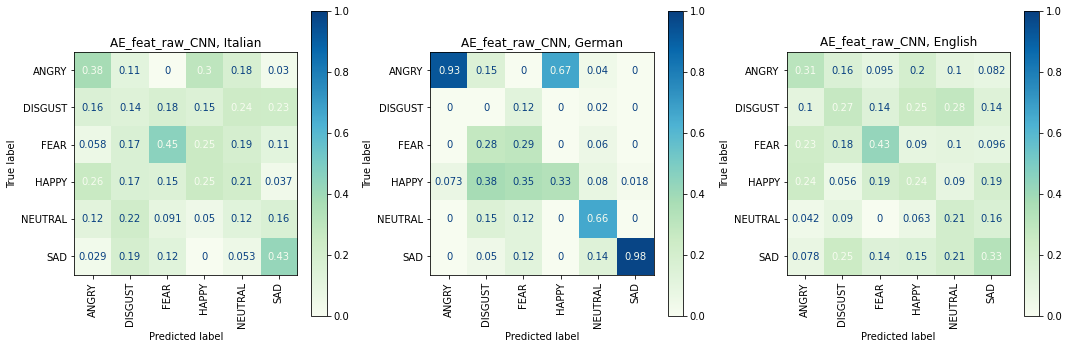 AE_feat_raw_CNN, Italian
True label
ANGRY 0.38 0.11 0 0.3 0.18 0.03
DISGUST 0.16 0.14 0.18 0.15 0.24 0.23
FEAR 0.058 0.17 0.45 0.25 0.19 0.11
HAPPY 0.26 0.17 0.15 0.25 0.21 0.037
NEUTRAL 0.12 0.22 0.091 0.05 0.12 0.16
SAD 0.029 0.19 0.12 0 0.053 0.43
ANGRY DISGUST FEAR HAPPY NEUTRAL SAD
Predicted label
1.0
0.8
0.6
0.4
0.2
0.0
AE_feat_raw_CNN, German
True label
ANGRY 0.93 0.15 0 0.67 0.04 0
DISGUST 0 0 0.12 0 0.02 0
FEAR 0 0.28 0.29 0 0.06 0
HAPPY 0.073 0.38 0.35 0.33 0.08 0.018
NEUTRAL 0 0.15 0.12 0 0.66 0
SAD 0 0.05 0.12 0 0.14 0.98
ANGRY DISGUST FEAR HAPPY NEUTRAL SAD
Predicted label
1.0
0.8
0.6
0.4
0.2
0.0
AE_feat_raw_CNN, English
True label
ANGRY 0.31 0.16 0.095 0.2 0.1 0.082
DISGUST 0.1 0.27 0.14 0.25 0.28 0.14
FEAR 0.23 0.18 0.43 0.09 0.1 0.096
HAPPY 0.24 0.056 0.19 0.24 0.09 0.19
NEUTRAL 0.042 0.09 0 0.063 0.21 0.16
SAD 0.078 0.25 0.14 0.15 0.21 0.33
ANGRY DISGUST FEAR HAPPY NEUTRAL SAD
Predicted label
1.0
0.8
0.6
0.4
0.2
0.0